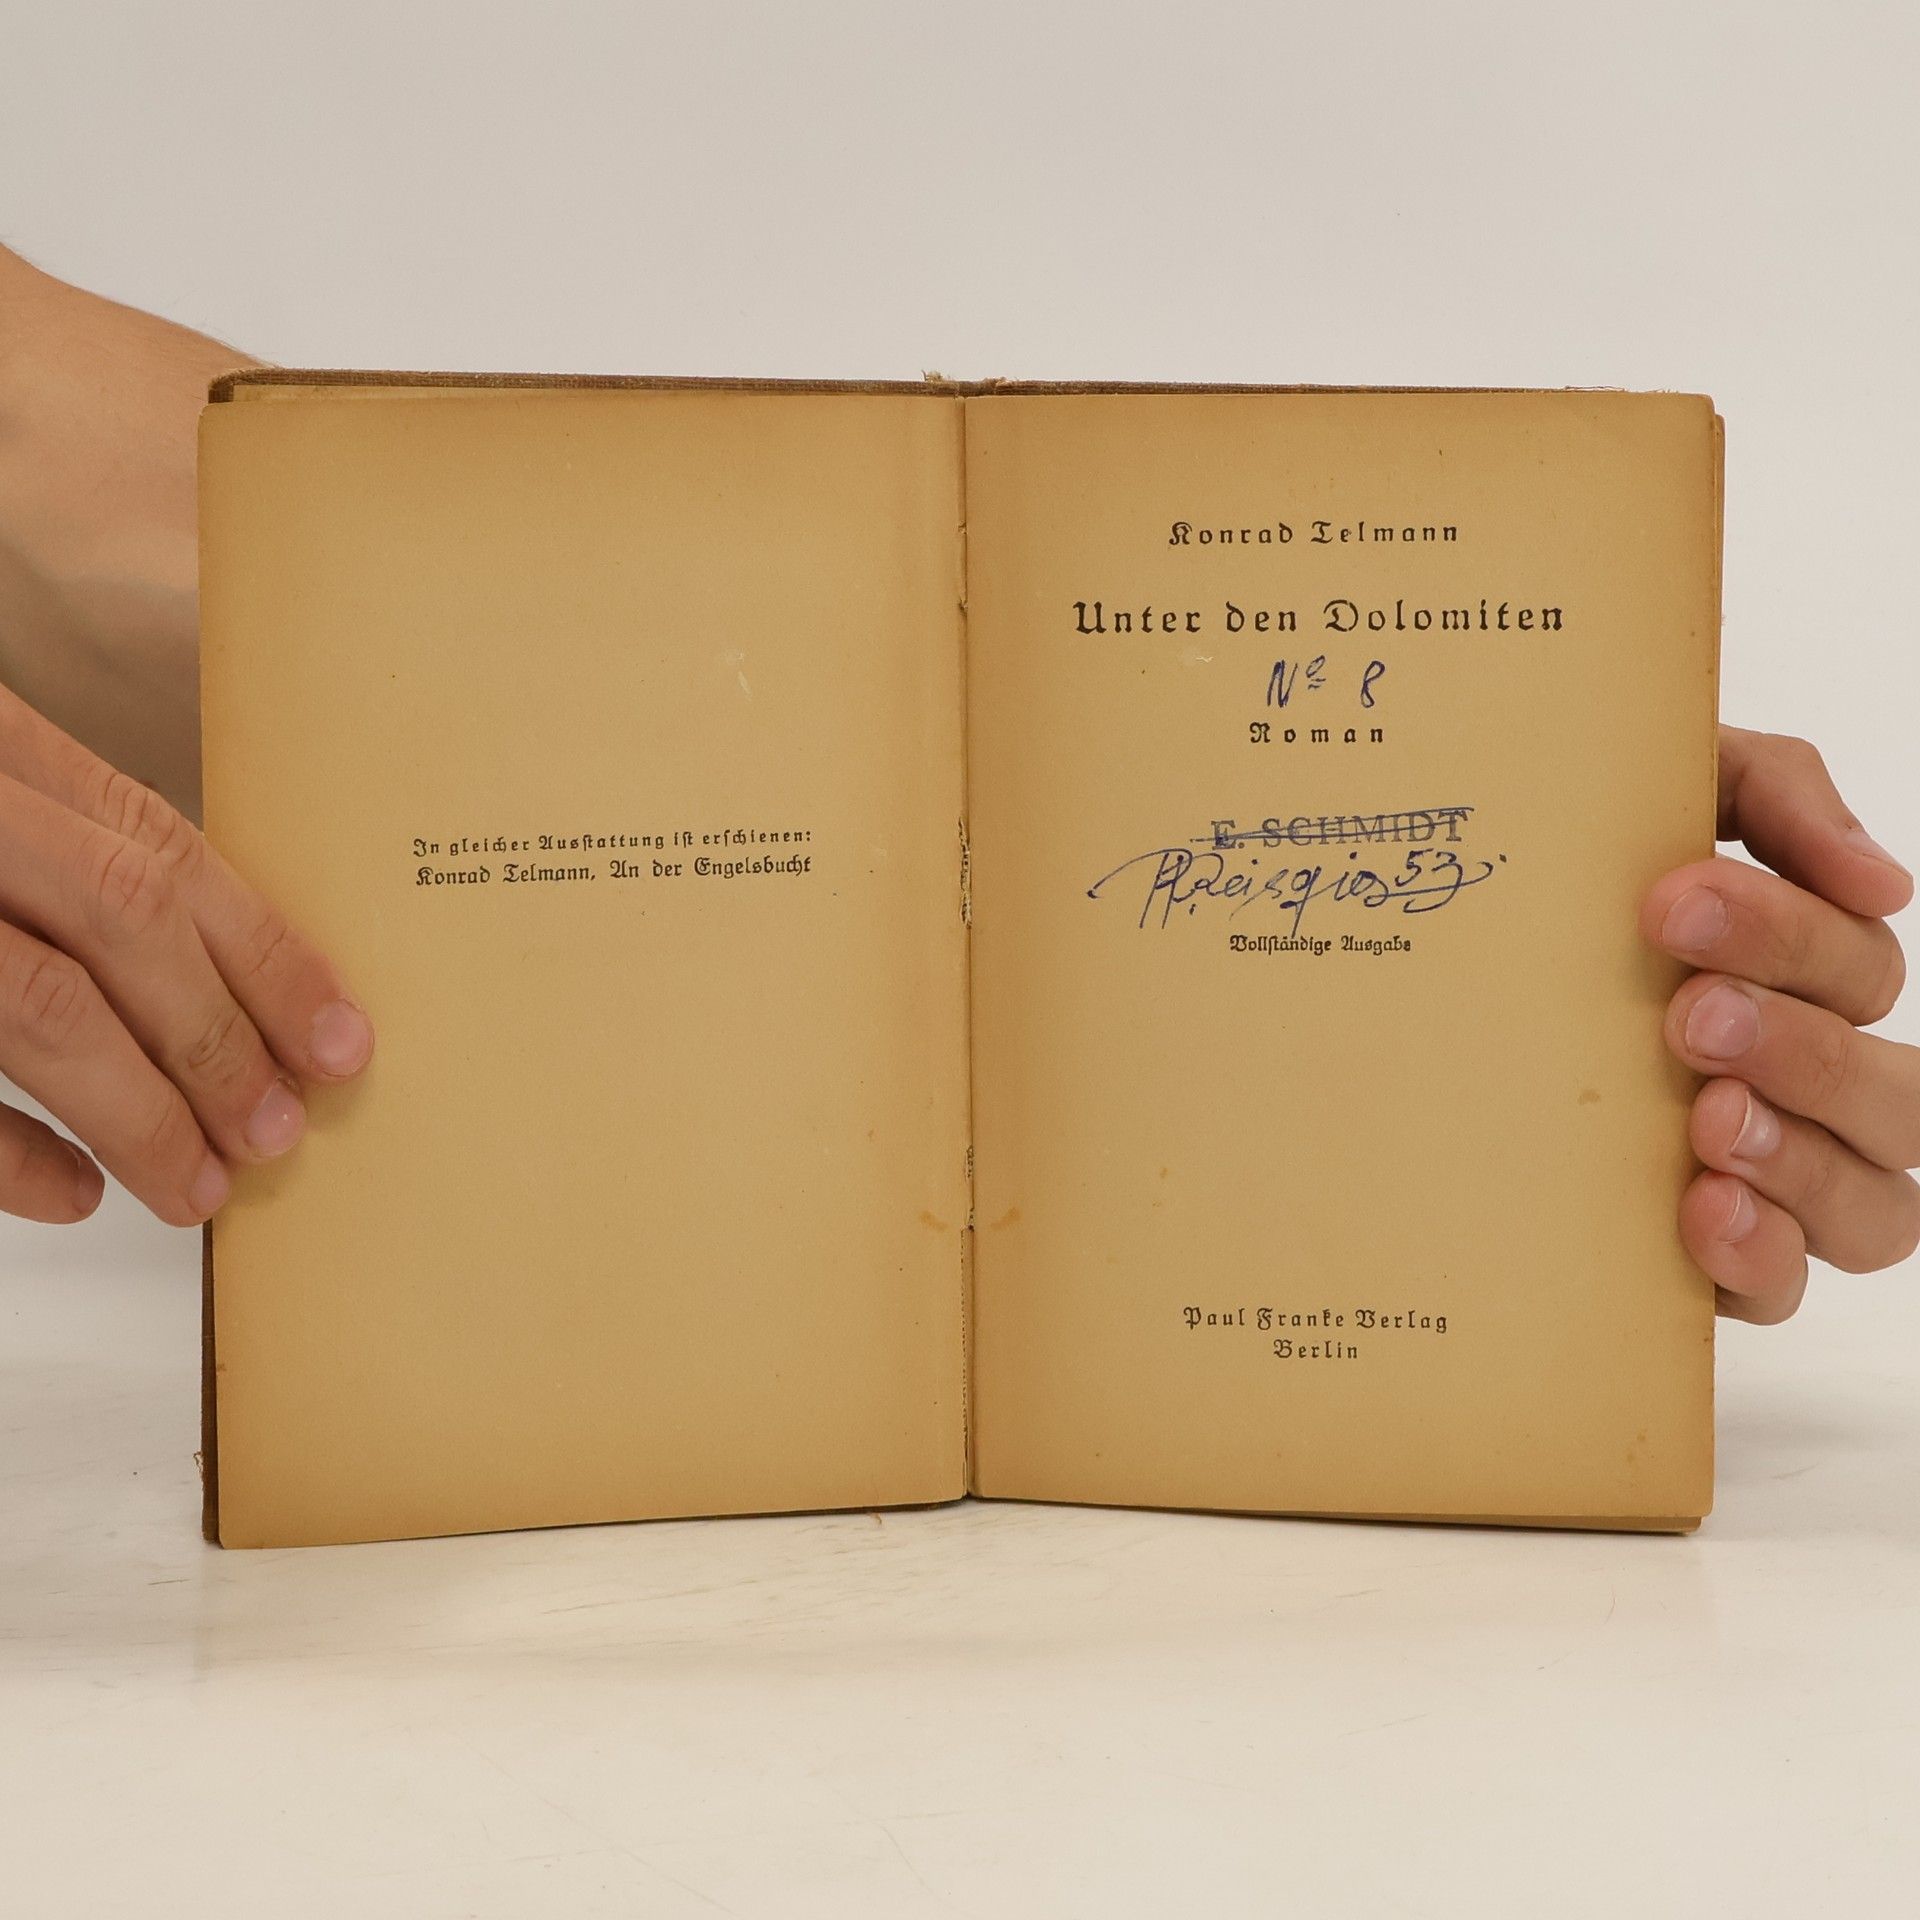 In gleicher Ausstattung ist erschienen:
Konrad Telmann, An der Engelsbucht
Konrad Telmann
Unter den Dolomiten
Nº 8
Roman
E. SCHMIDT
53
Vollständige Ausgabe
Paul Franke Verlag
Berlin